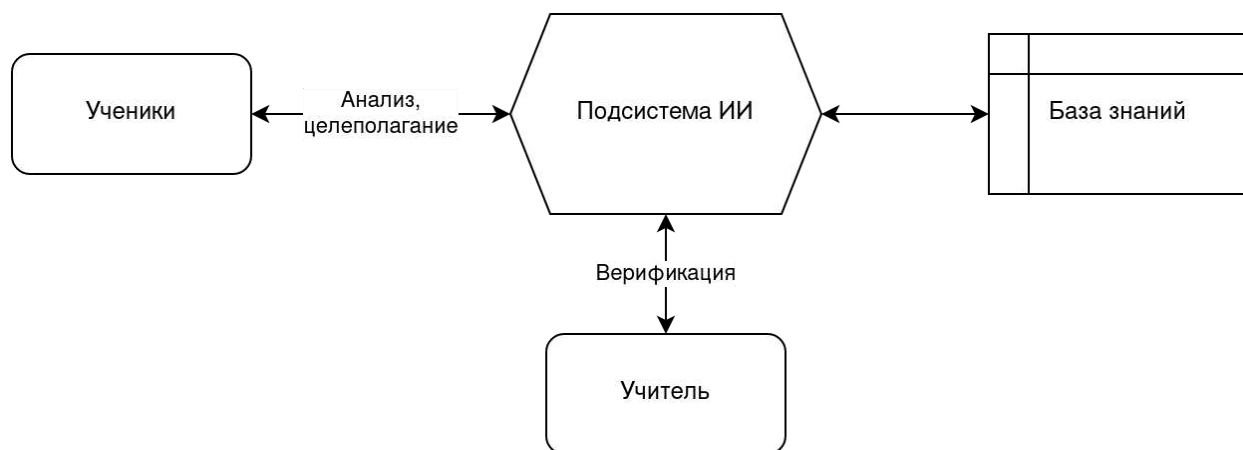 Ученики
Анализ,
целеполагание
Подсистема ИИ
База знаний
Верификация
Учитель